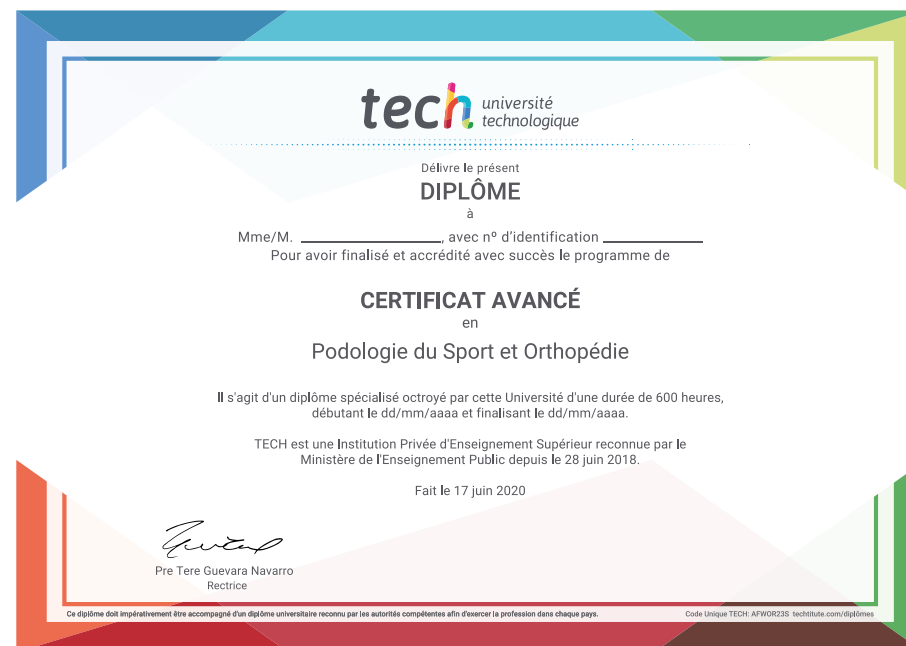 tech université
technologique
Délivre le présent
DIPLÔME
à
Mme/M. ____________________, avec nº d'identification ______________
Pour avoir finalisé et accrédité avec succès le programme de
CERTIFICAT AVANCÉ
en
Podologie du Sport et Orthopédie
Il s'agit d'un diplôme spécialisé octroyé par cette Université d'une durée de 600 heures,
débutant le dd/mm/aaaa et finalisant le dd/mm/aaaa.
TECH est une Institution Privée d'Enseignement Supérieur reconnue par le
Ministère de l'Enseignement Public depuis le 28 juin 2018.
Fait le 17 juin 2020
Pre Tere Guevara Navarro
Rectrice
Ce diplôme doit impérativement être accompagné d'un diplôme universitaire reconnu par les autorités compétentes afin d'exercer la profession dans chaque pays.
Code Unique TECH: AFWOR23S techtitute.com/diplômes